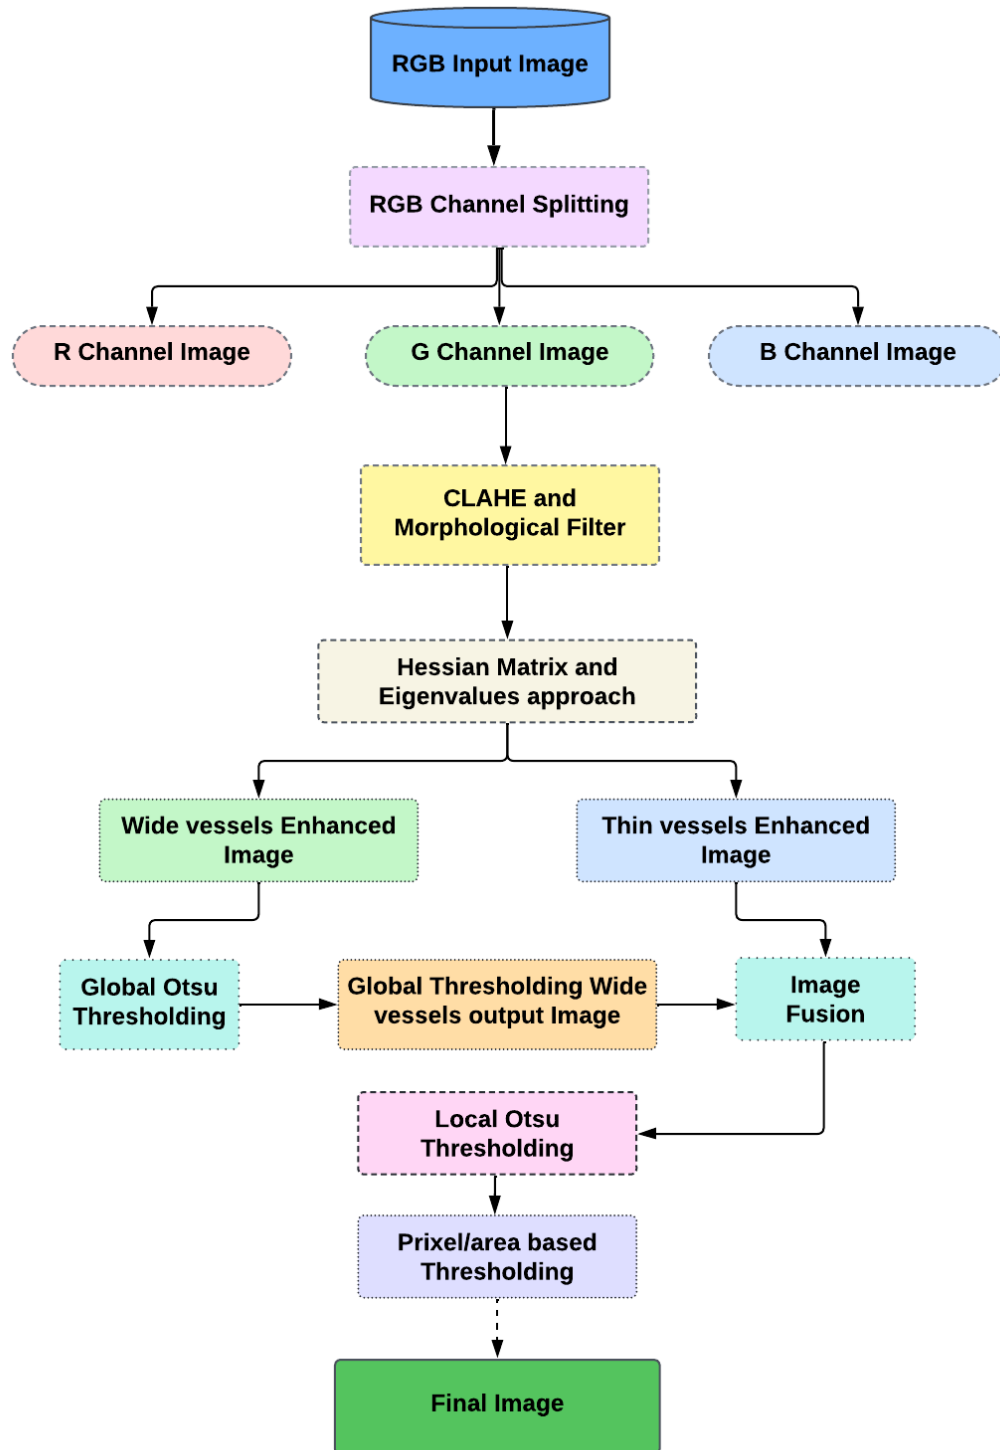 RGB Input Image
RGB Channel Splitting
R Channel Image
G Channel Image
B Channel Image
CLAHE and
Morphological Filter
Hessian Matrix and
Eigenvalues approach
Wide vessels Enhanced
Image
Thin vessels Enhanced
Image
Global Otsu
Thresholding
Global Thresholding Wide
vessels output Image
Image
Fusion
Local Otsu
Thresholding
Prixel/area based
Thresholding
Final Image